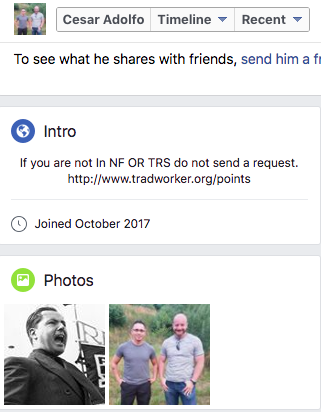 Cesar Adolfo Timeline Recent
To see what he shares with friends, send him a fr
Intro
If you are not In NF OR TRS do not send a request.
http://www.tradworker.org/points
Joined October 2017
Photos